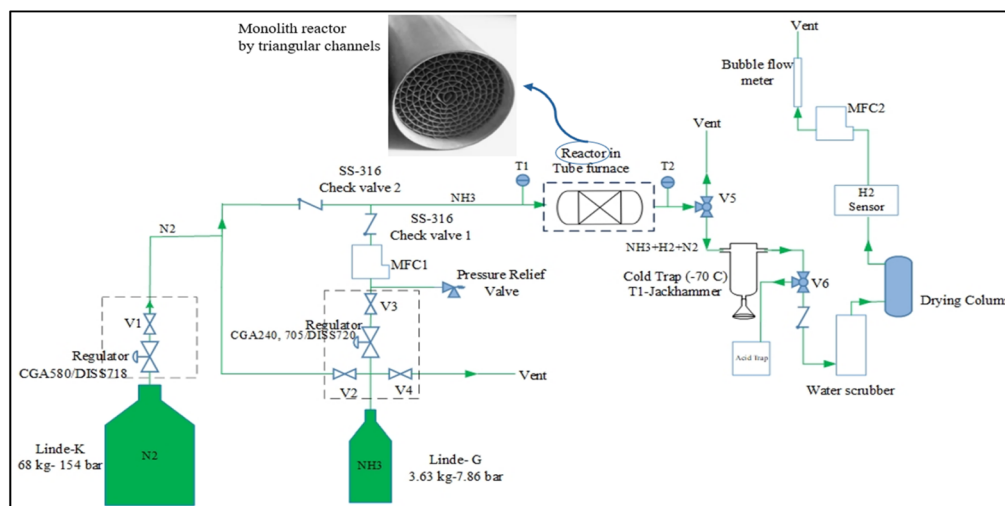 Monolith reactor
by triangular channels
Vent
Bubble flow
meter
MFC2
Vent
Reactor in
Tube furnace
T1
T2
SS-316
Check valve 2
NH3
V5
H2
Sensor
N2
SS-316
Check valve 1
NH3+H2+N2
MFC1
Cold Trap (-70 C)
T1-Jackhammer
V6
Pressure Relief
Valve
Drying Column
V1
V3
Regulator
CGA240, 705/DISS720
Regulator
CGA580/DISS718
Acid Trap
Vent
Water scrubber
V2
V4
Linde-K
68 kg- 154 bar
N2
NH3
Linde- G
3.63 kg-7.86 bar